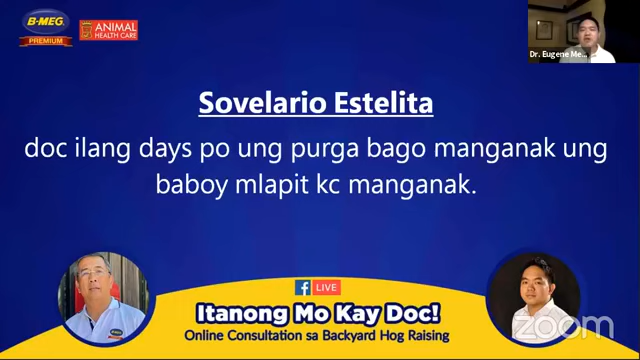 B-MEG.
PREMIUM
ANIMAL
HEALTH CARE
Dr. Eugene Me...
Sovelario Estelita
doc ilang days po ung purga bago manganak ung
baboy mlapit kc manganak.
f LIVE
Itanong Mo Kay Doc!
Online Consultation sa Backyard Hog Raising
zoom